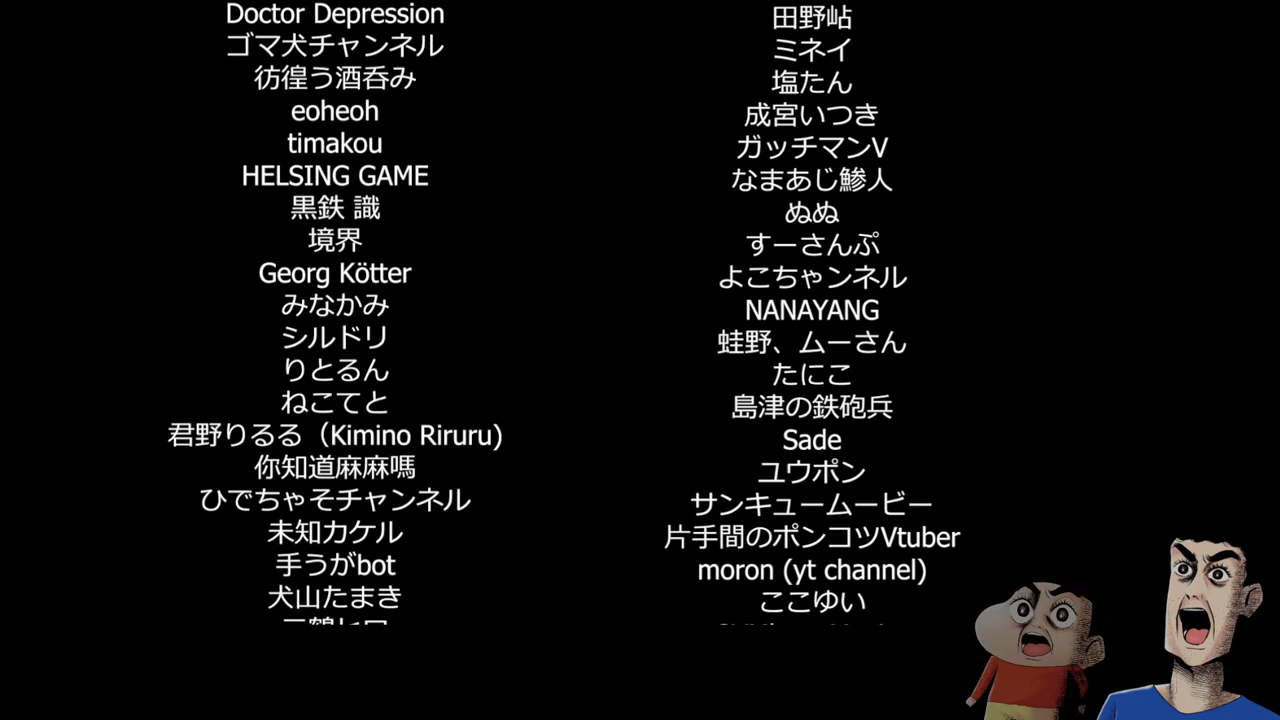 Doctor Depression
ゴマ犬チャンネル
彷徨う酒呑み
eoheoh
timakou
HELSING GAME
黒鉄 識
境界
Georg Kötter
みなかみ
シルドリ
りとるん
ねこてと
君野りるる（Kimino Riruru)
你知道麻麻嗎
ひでちゃそチャンネル
未知カケル
手うがbot
犬山たまき
田野岵
ミネイ
塩たん
成宮いつき
ガッチマンV
なまあじ鯵人
ぬぬ
すーさんぷ
よこちゃンネル
NANAYANG
蛙野、ムーさん
たにこ
島津の鉄砲兵
Sade
ユウポン
サンキュームービー
片手間のポンコツVtuber
moron (yt channel)
ここゆい